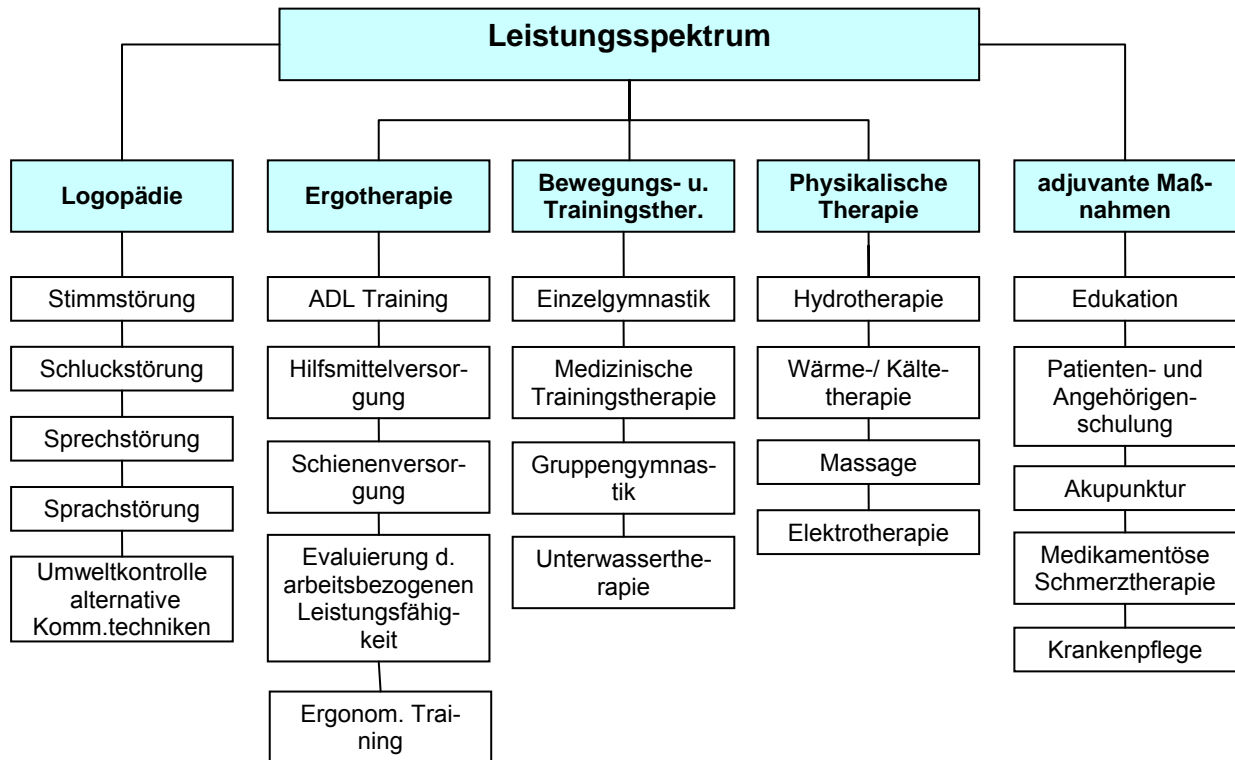 Leistungsspektrum
Logopädie
Stimmstörung
Schluckstörung
Sprechstörung
Sprachstörung
Umweltkontrolle
alternative
Komm.techniken
Ergotherapie
ADL Training
Hilfsmittelversor-
gung
Schienenversor-
gung
Evaluierung d.
arbeitsbezogenen
Leistungsfähig-
keit
Ergonom. Trai-
ning
Bewegungs- u.
Trainingsther.
Einzelgymnastik
Medizinische
Trainingstherapie
Gruppengymnas-
tik
Unterwasserthe-
rapie
Physikalische
Therapie
Hydrotherapie
Wärme-/ Kälte-
therapie
Massage
Elektrotherapie
adjuvante Maß-
nahmen
Edukation
Patienten- und
Angehörigen-
schulung
Akupunktur
Medikamentöse
Schmerztherapie
Krankenpflege